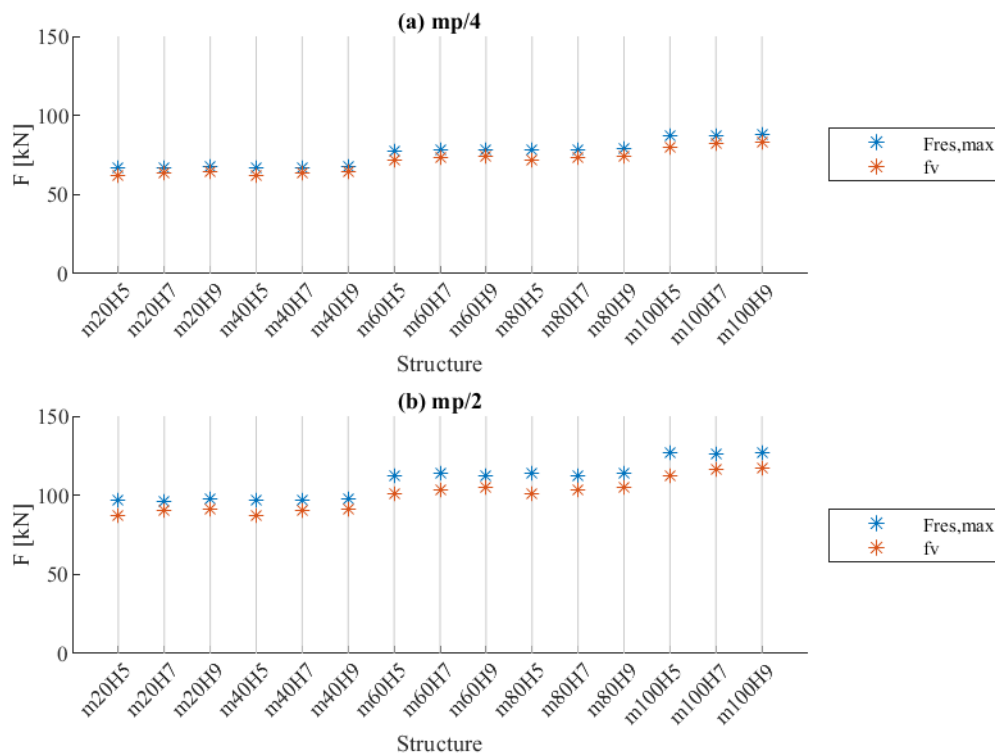 (a) mp/4
150
100
50
0
F [kN]
m20H5
m20H7
m20H9
m40H5
m40H7
m40H9
m60H5
m60H7
m60H9
m80H5
m80H7
m80H9
m100H5
m100H7
m100H9
Structure
Fres,max
fv
(b) mp/2
150
100
50
0
F [kN]
m20H5
m20H7
m20H9
m40H5
m40H7
m40H9
m60H5
m60H7
m60H9
m80H5
m80H7
m80H9
m100H5
m100H7
m100H9
Structure
Fres,max
fv